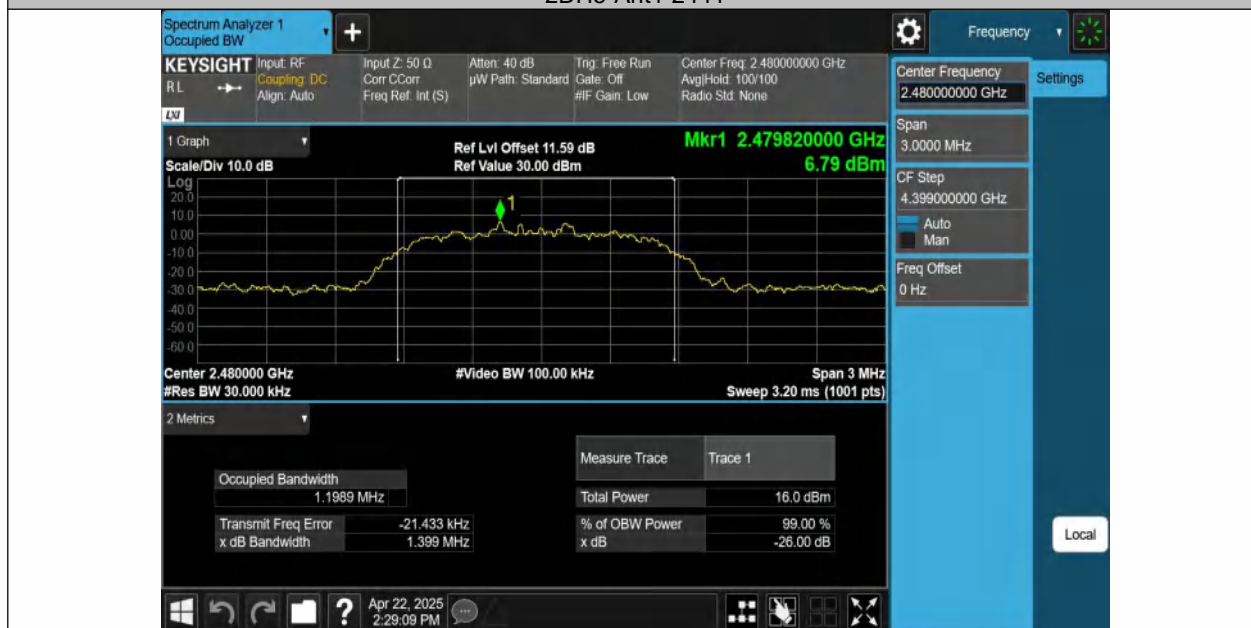 Spectrum Analyzer 1
Occupied BW
+
Frequency
KEYSIGHT
RL
LXI
Input: RF
Coupling: DC
Align: Auto
Input Z: 50 Ω
Corr CCorr
Freq Ref: Int (S)
Atten: 40 dB
µW Path: Standard
Trig: Free Run
Gate: Off
#IF Gain: Low
Center Freq: 2.480000000 GHz
Avg|Hold: 100/100
Radio Std: None
Center Frequency
2.480000000 GHz
Settings
Span
3.0000 MHz
CF Step
4.399000000 GHz
Auto
Man
Freq Offset
0 Hz
Local
1 Graph
Scale/Div 10.0 dB
Ref Lvl Offset 11.59 dB
Ref Value 30.00 dBm
Mkr1 2.479820000 GHz
6.79 dBm
Log
20.0
10.0
0.00
-10.0
-20.0
-30.0
-40.0
-50.0
-60.0
1
Center 2.480000 GHz
#Res BW 30.000 kHz
#Video BW 100.00 kHz
Span 3 MHz
Sweep 3.20 ms (1001 pts)
2 Metrics
Measure Trace Trace 1
Occupied Bandwidth
1.1989 MHz
Total Power 16.0 dBm
Transmit Freq Error -21.433 kHz
% of OBW Power 99.00 %
x dB Bandwidth 1.399 MHz
x dB -26.00 dB
?
Apr 22, 2025
2:29:09 PM